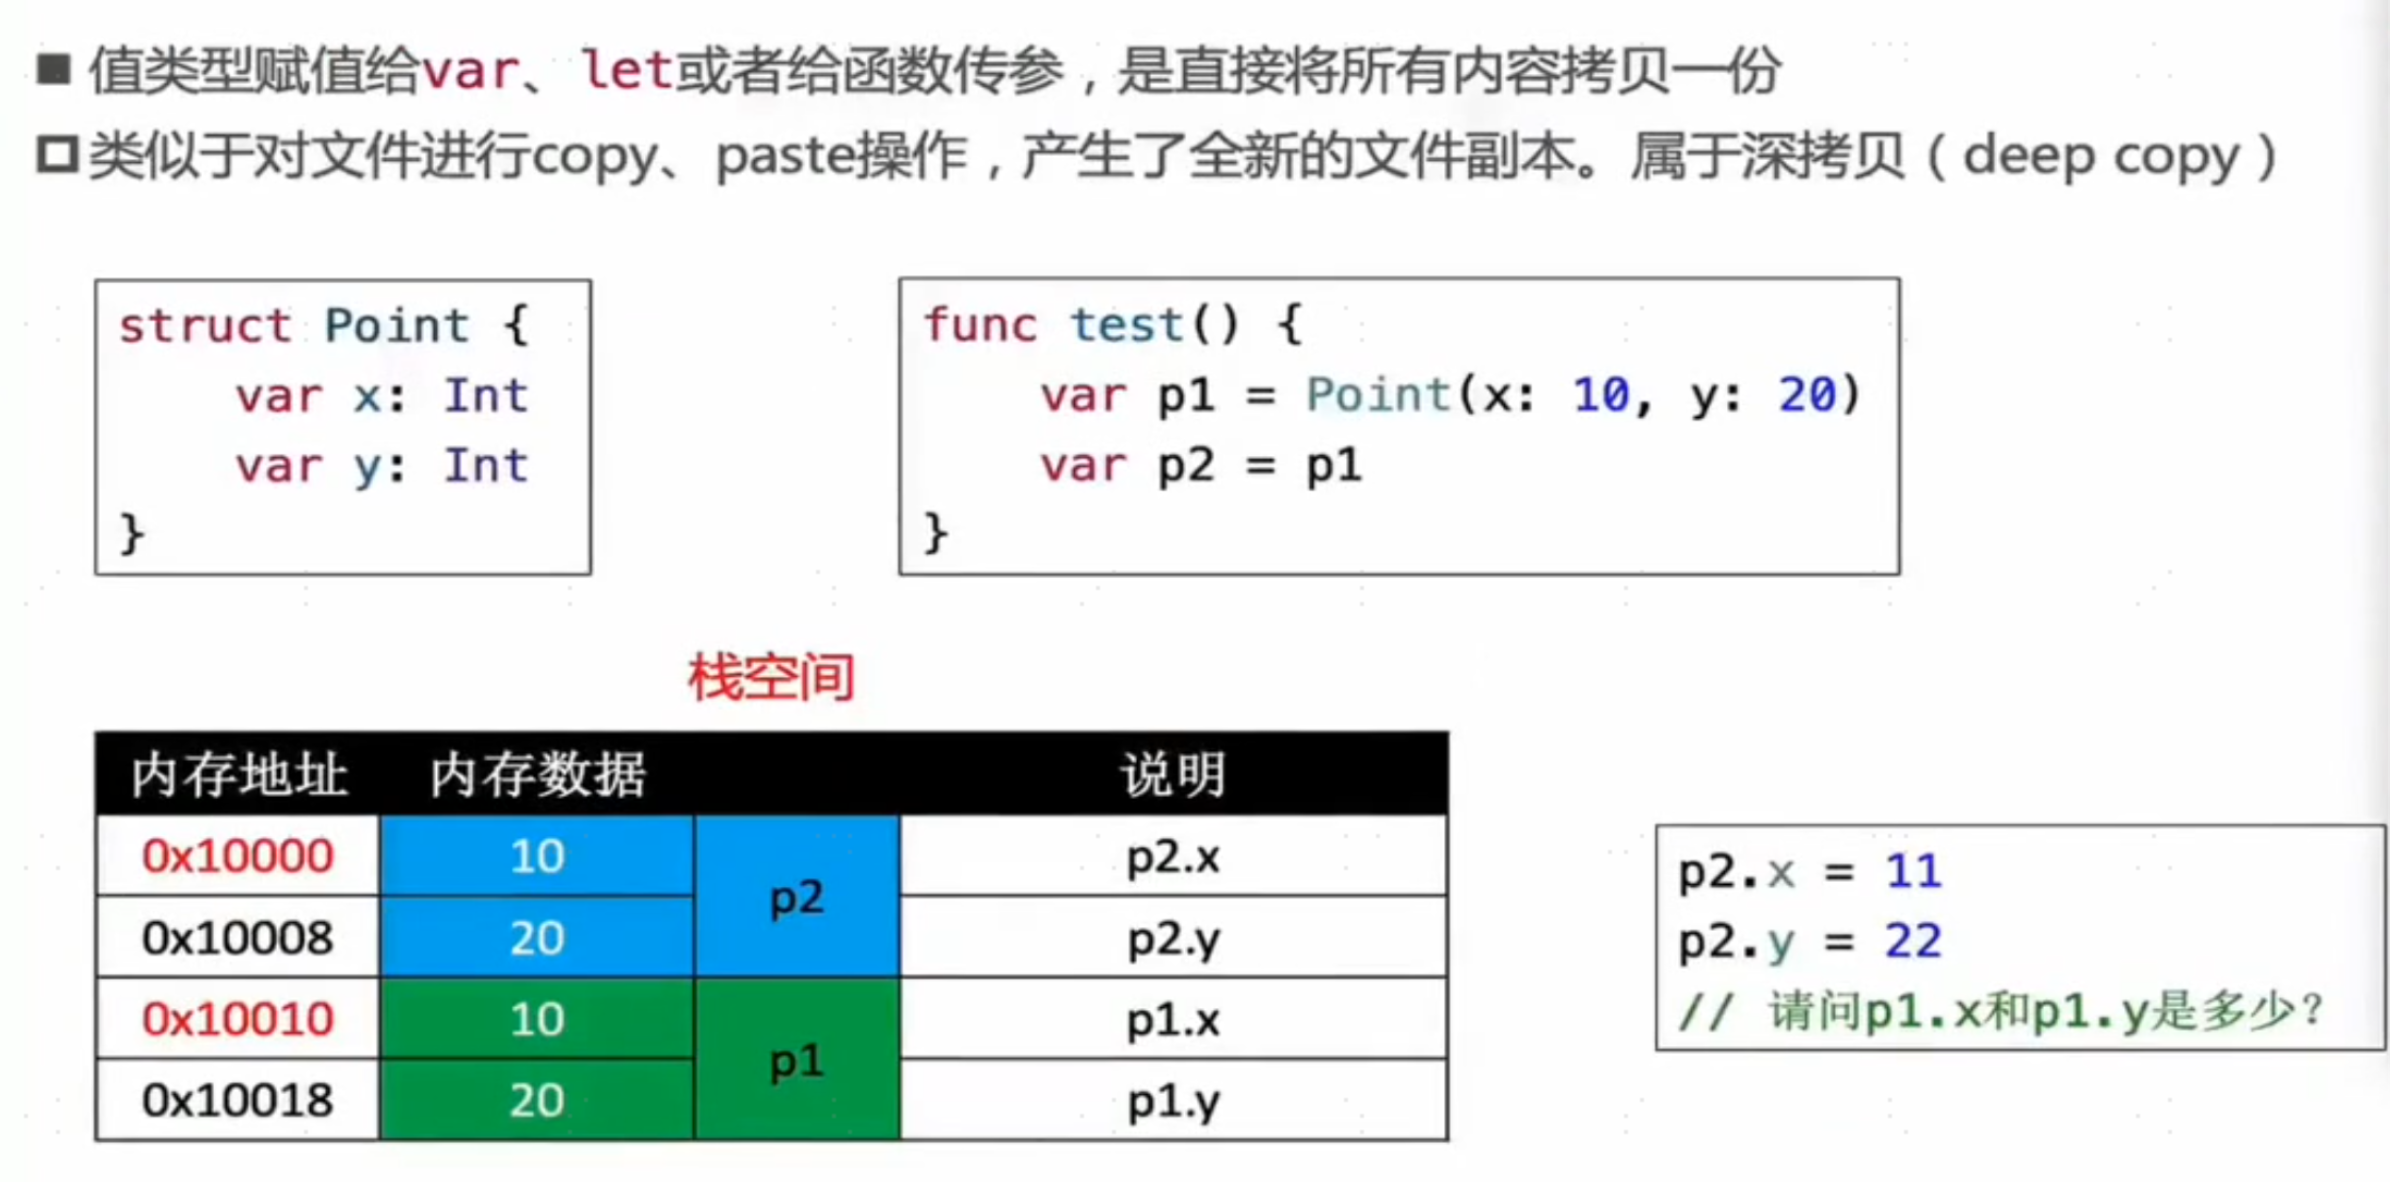 值类型赋值给var、let或者给函数传参，是直接将所有内容拷贝一份
类似于对文件进行copy、paste操作，产生了全新的文件副本。属于深拷贝（deep copy）
struct Point {
    var x: Int
    var y: Int
}
func test() {
    var p1 = Point(x: 10, y: 20)
    var p2 = p1
}
栈空间
内存地址 内存数据 说明
0x10000 10 p2 p2.x
0x10008 20 p2.y
0x10010 10 p1 p1.x
0x10018 20 p1.y
p2.x = 11
p2.y = 22
// 请问p1.x和p1.y是多少？